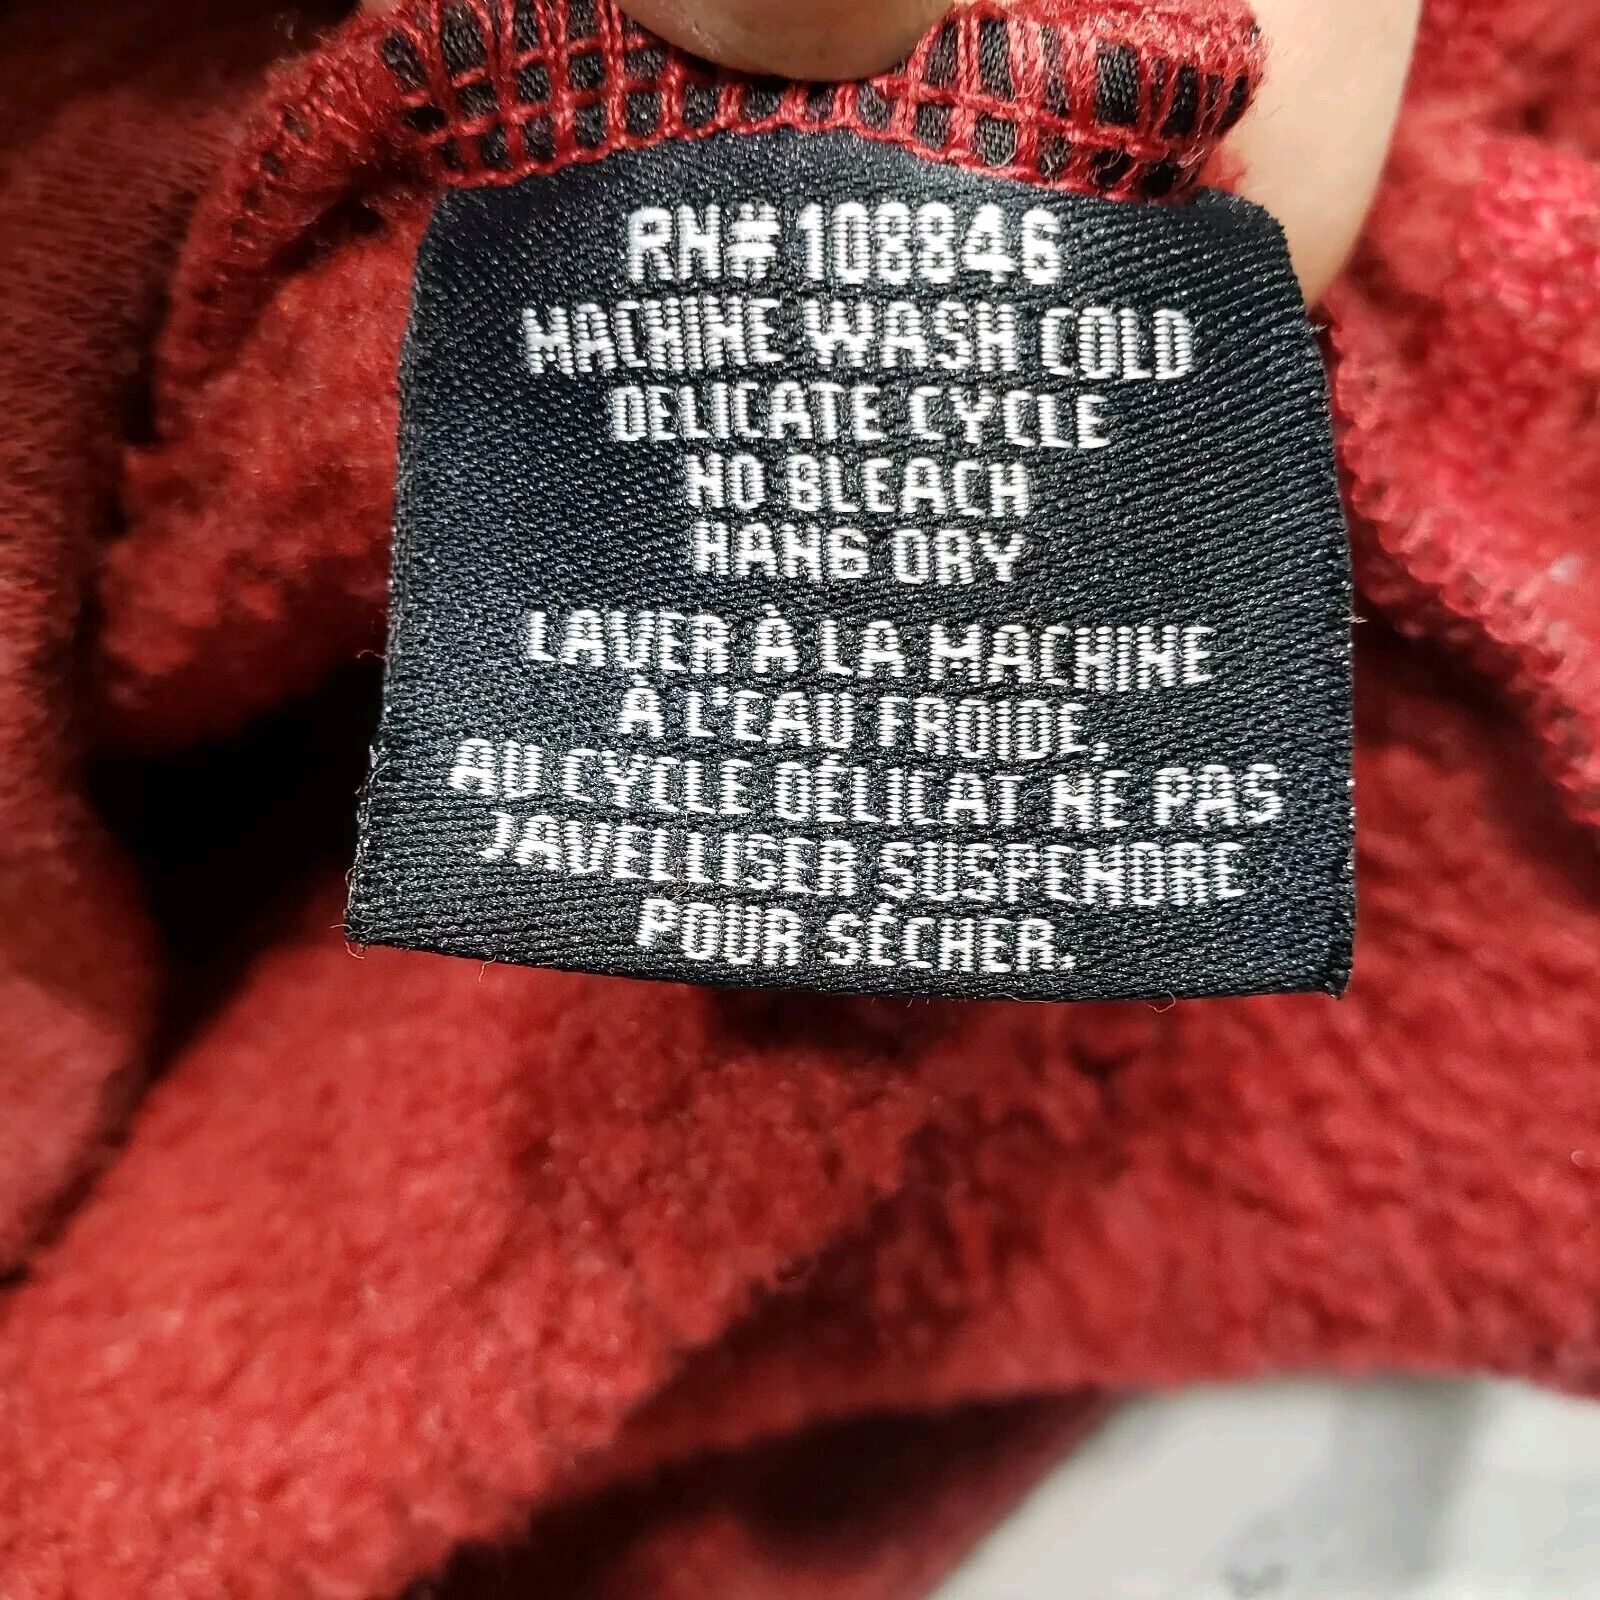 RN# 108846
MACHINE WASH COLD
DELICATE CYCLE
NO BLEACH
HANG DRY
LAVER À LA MACHINE
À L'EAU FROIDE,
AU CYCLE DÉLICAT NE PAS
JAVELLISER SUSPENDRE
POUR SÉCHER.